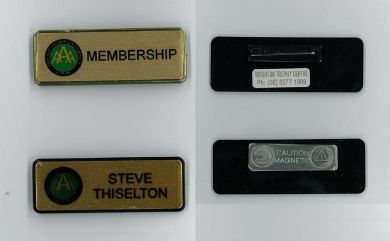 MEMBERSHIP
BRIGHTON TROPHY CENTRE
Ph: (08) 8377 1999
STEVE
THISELTON
CAUTION
MAGNETIC